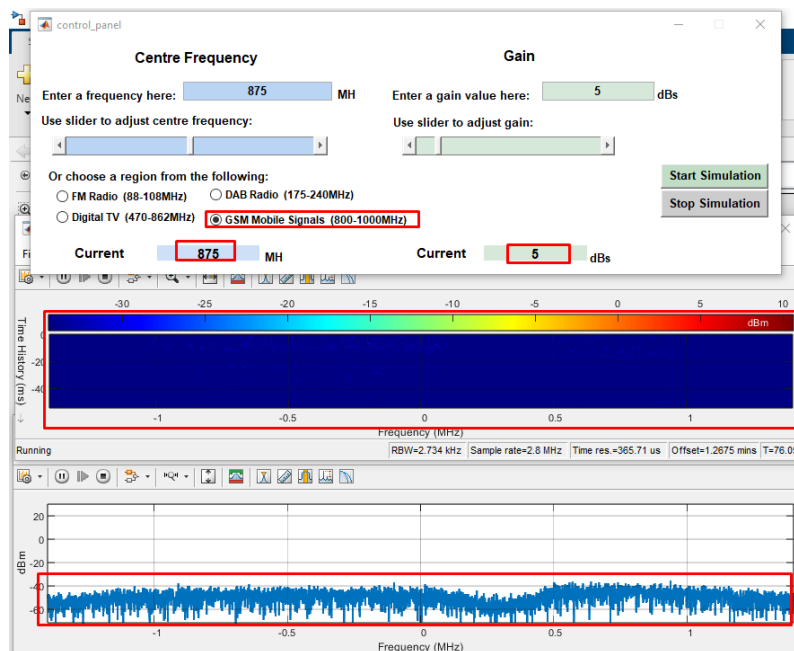 control_panel
Centre Frequency
Gain
Ne
Enter a frequency here: 875 MH
Enter a gain value here: 5 dBs
Use slider to adjust centre frequency:
Use slider to adjust gain:
Or choose a region from the following:
FM Radio (88-108MHz)
DAB Radio (175-240MHz)
Digital TV (470-862MHz)
GSM Mobile Signals (800-1000MHz)
Start Simulation
Stop Simulation
Fi
Current 875 MH
Current 5 dBs
-30 -25 -20 -15 -10 -5 0 5 10
dBm
Time History (ms)
0
-20
-40
-1 -0.5 0 0.5 1
Frequency (MHz)
Running
RBW=2.734 kHz Sample rate=2.8 MHz Time res.=365.71 us Offset=1.2675 mins
20
0
-20
-40
-60
dBm
-1 -0.5 0 0.5 1
Frequency (MHz)